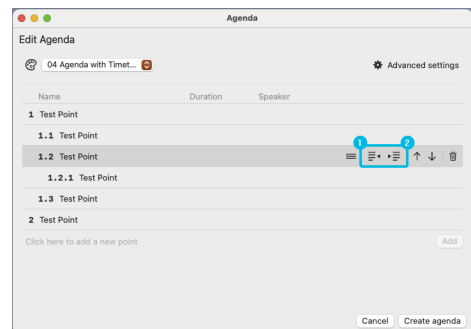 Agenda
Edit Agenda
04 Agenda with Timet...
Advanced settings
Name Duration Speaker
1 Test Point
1.1 Test Point
1 2
1.2 Test Point
1.2.1 Test Point
1.3 Test Point
2 Test Point
Click here to add a new point Add
Cancel Create agenda